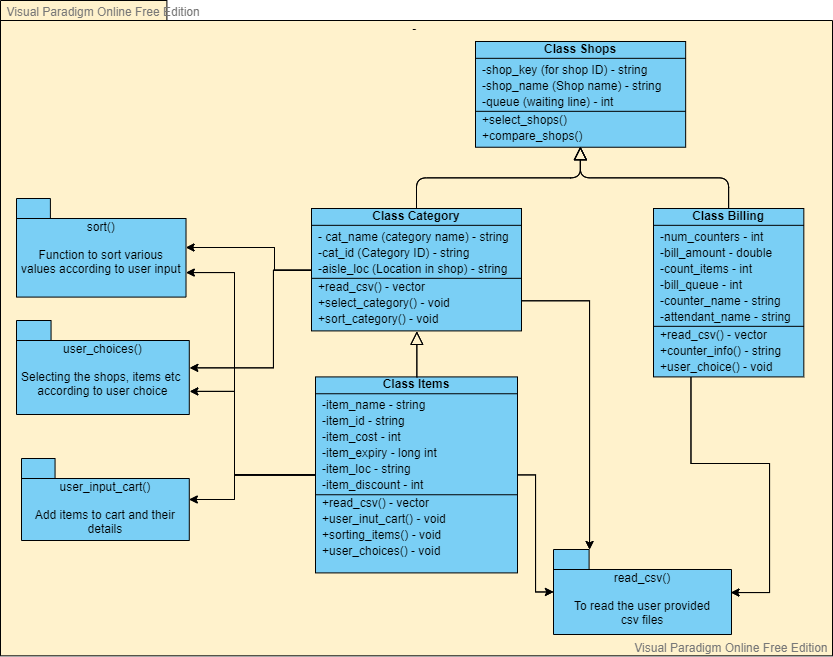 Visual Paradigm Online Free Edition
-
Class Shops
-shop_key (for shop ID) - string
-shop_name (Shop name) - string
-queue (waiting line) - int
+select_shops()
+compare_shops()
sort()
Function to sort various
values according to user input
Class Category
- cat_name (category name) - string
-cat_id (Category ID) - string
-aisle_loc (Location in shop) - string
+read_csv() - vector
+select_category() - void
+sort_category() - void
Class Billing
-num_counters - int
-bill_amount - double
-count_items - int
-bill_queue - int
-counter_name - string
-attendant_name - string
+read_csv() - vector
+counter_info() - string
+user_choice() - void
user_choices()
Selecting the shops, items etc
according to user choice
Class Items
-item_name - string
-item_id - string
-item_cost - int
-item_expiry - long int
-item_loc - string
-item_discount - int
+read_csv() - vector
+user_inut_cart() - void
+sorting_items() - void
+user_choices() - void
user_input_cart()
Add items to cart and their
details
read_csv()
To read the user provided
csv files
Visual Paradigm Online Free Edition